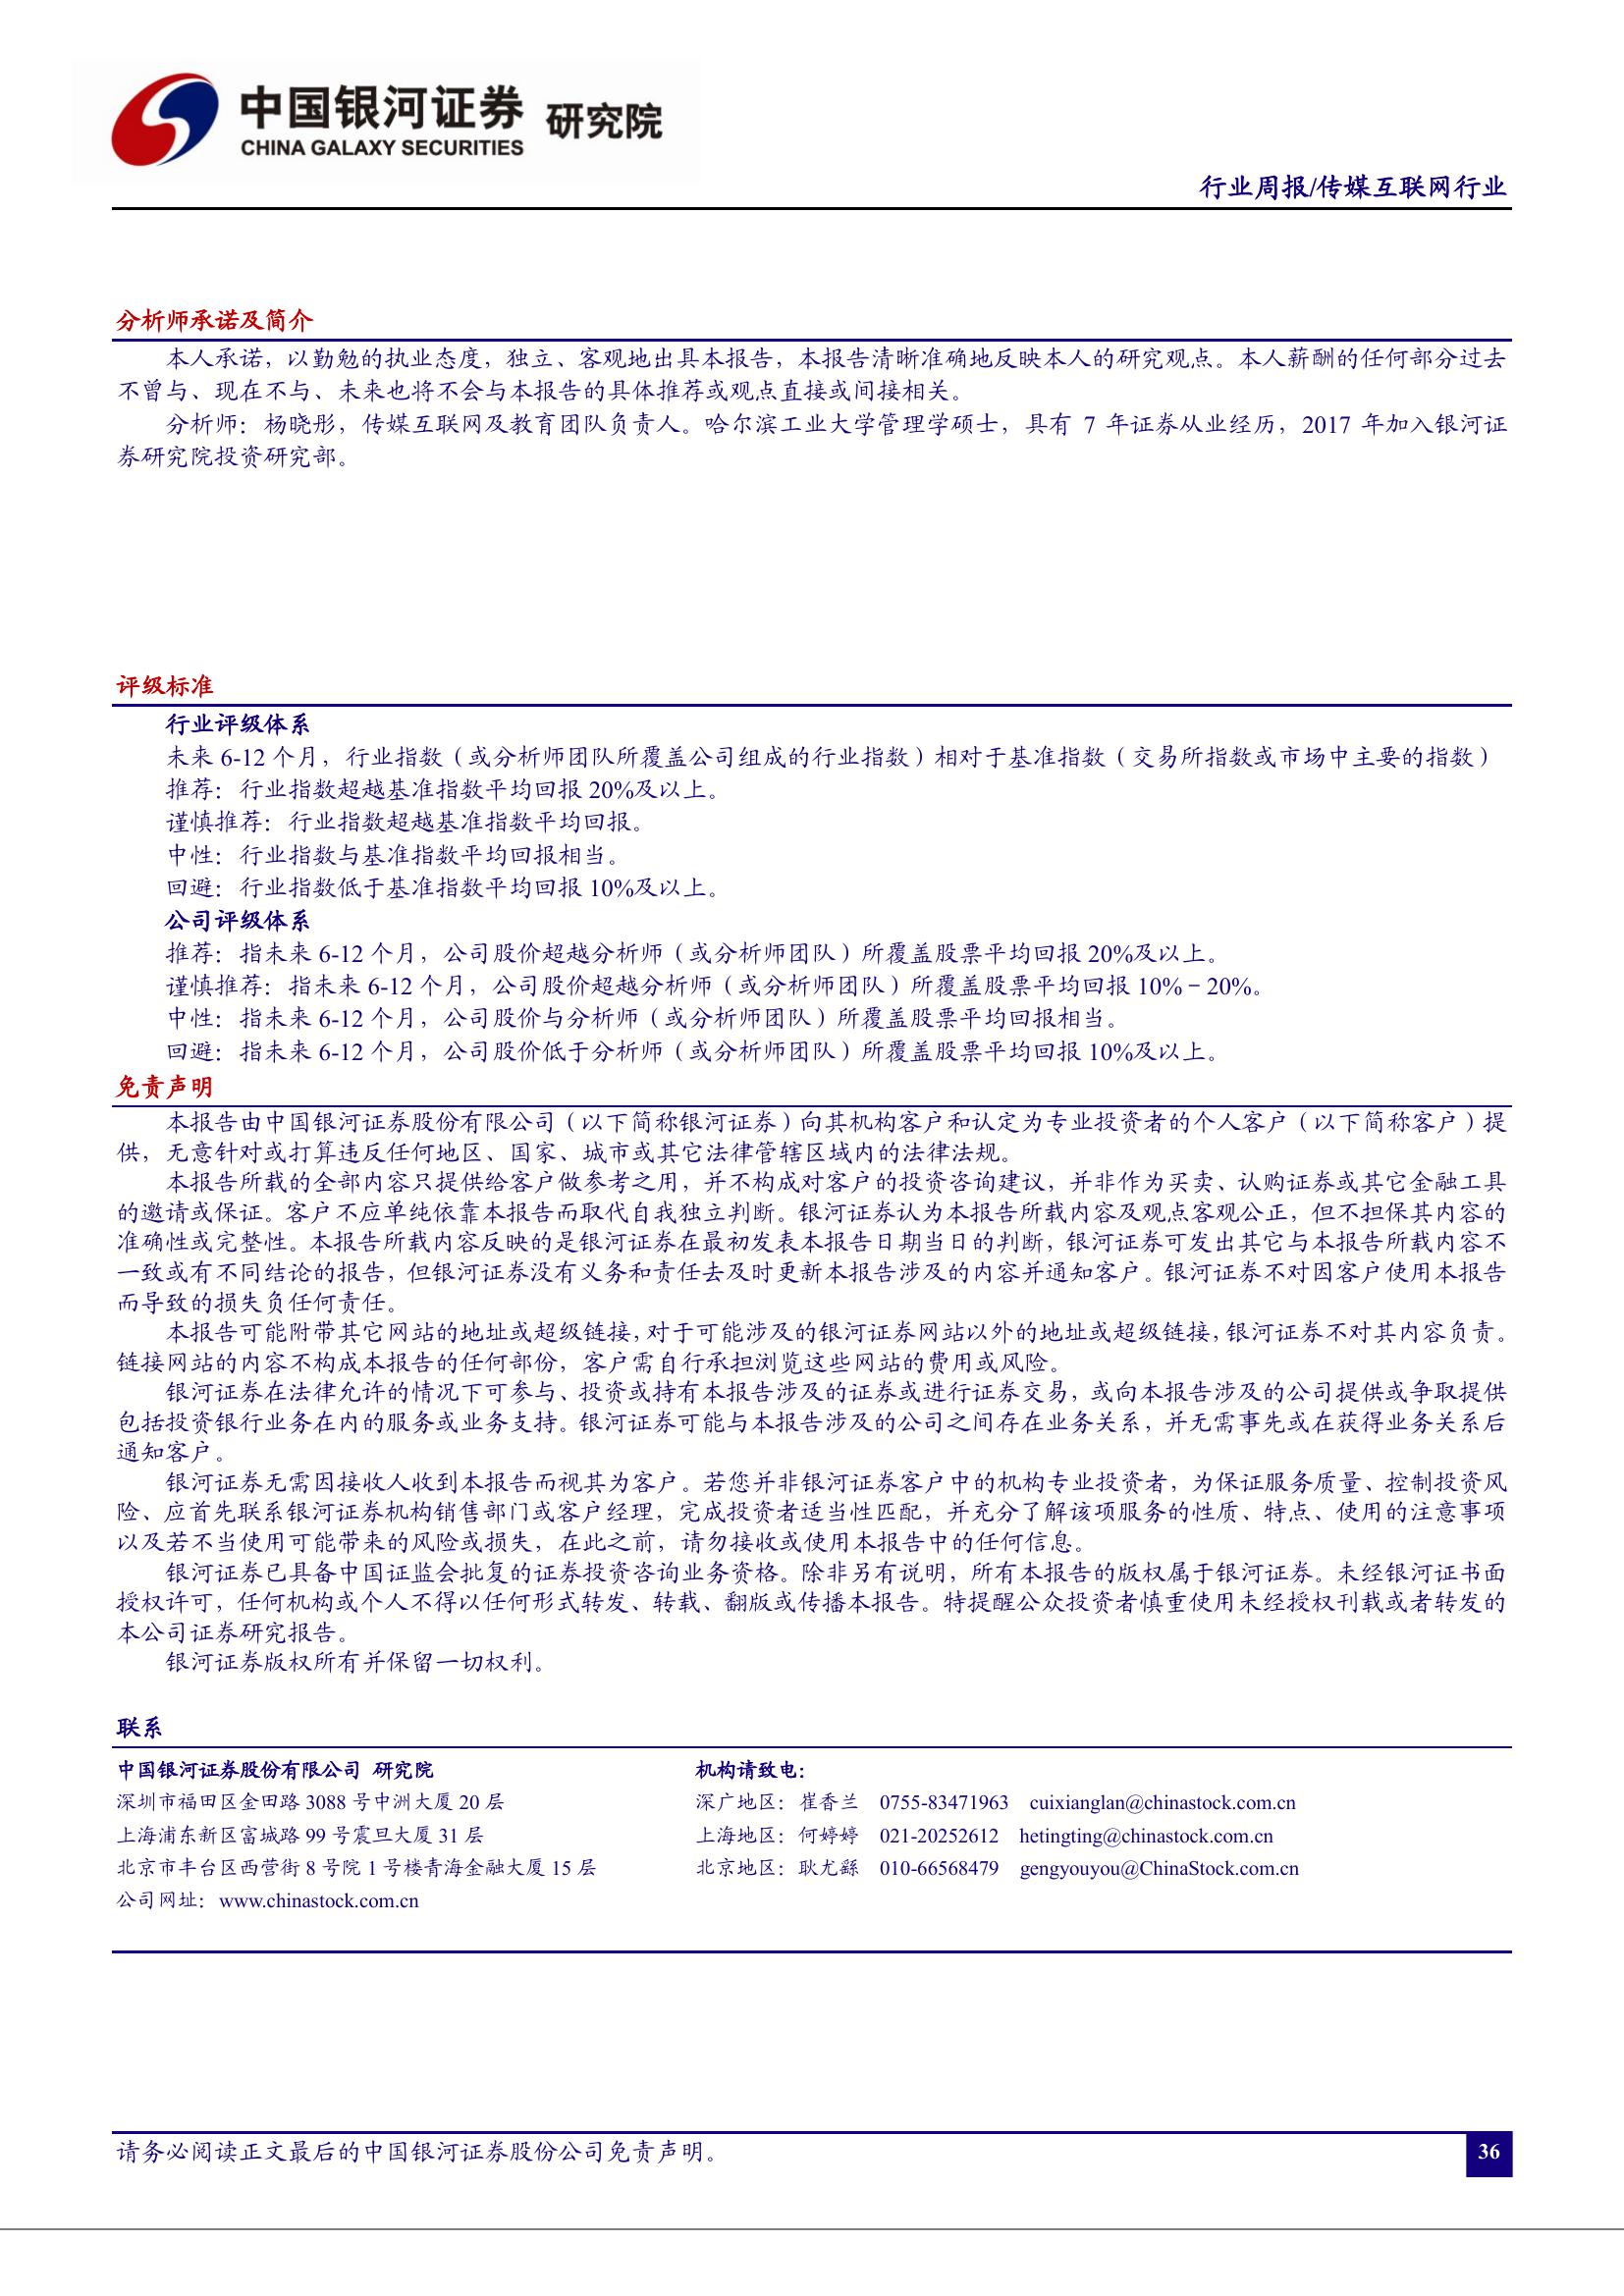 中国银河证券 研究院
CHINA GALAXY SECURITIES
行业周报/传媒互联网行业
分析师承诺及简介
本人承诺，以勤勉的执业态度，独立、客观地出具本报告，本报告清晰准确地反映本人的研究观点。本人薪酬的任何部分过去
不曾与、现在不与、未来也将不会与本报告的具体推荐或观点直接或间接相关。
分析师：杨晓彤，传媒互联网及教育团队负责人。哈尔滨工业大学管理学硕士，具有 7 年证券从业经历，2017 年加入银河证
券研究院投资研究部。
评级标准
行业评级体系
未来 6-12 个月，行业指数（或分析师团队所覆盖公司组成的行业指数）相对于基准指数（交易所指数或市场中主要的指数）
推荐：行业指数超越基准指数平均回报 20%及以上。
谨慎推荐：行业指数超越基准指数平均回报。
中性：行业指数与基准指数平均回报相当。
回避：行业指数低于基准指数平均回报 10%及以上。
公司评级体系
推荐：指未来 6-12 个月，公司股价超越分析师（或分析师团队）所覆盖股票平均回报 20%及以上。
谨慎推荐：指未来 6-12 个月，公司股价超越分析师（或分析师团队）所覆盖股票平均回报 10%－20%。
中性：指未来 6-12 个月，公司股价与分析师（或分析师团队）所覆盖股票平均回报相当。
回避：指未来 6-12 个月，公司股价低于分析师（或分析师团队）所覆盖股票平均回报 10%及以上。
免责声明
本报告由中国银河证券股份有限公司（以下简称银河证券）向其机构客户和认定为专业投资者的个人客户（以下简称客户）提
供，无意针对或打算违反任何地区、国家、城市或其它法律管辖区域内的法律法规。
本报告所载的全部内容只提供给客户做参考之用，并不构成对客户的投资咨询建议，并非作为买卖、认购证券或其它金融工具
的邀请或保证。客户不应单纯依靠本报告而取代自我独立判断。银河证券认为本报告所载内容及观点客观公正，但不担保其内容的
准确性或完整性。本报告所载内容反映的是银河证券在最初发表本报告日期当日的判断，银河证券可发出其它与本报告所载内容不
一致或有不同结论的报告，但银河证券没有义务和责任去及时更新本报告涉及的内容并通知客户。银河证券不对因客户使用本报告
而导致的损失负任何责任。
本报告可能附带其它网站的地址或超级链接，对于可能涉及的银河证券网站以外的地址或超级链接，银河证券不对其内容负责。
链接网站的内容不构成本报告的任何部份，客户需自行承担浏览这些网站的费用或风险。
银河证券在法律允许的情况下可参与、投资或持有本报告涉及的证券或进行证券交易，或向本报告涉及的公司提供或争取提供
包括投资银行业务在内的服务或业务支持。银河证券可能与本报告涉及的公司之间存在业务关系，并无需事先或在获得业务关系后
通知客户。
银河证券无需因接收人收到本报告而视其为客户。若您并非银河证券客户中的机构专业投资者，为保证服务质量、控制投资风
险、应首先联系银河证券机构销售部门或客户经理，完成投资者适当性匹配，并充分了解该项服务的性质、特点、使用的注意事项
以及若不当使用可能带来的风险或损失，在此之前，请勿接收或使用本报告中的任何信息。
银河证券已具备中国证监会批复的证券投资咨询业务资格。除非另有说明，所有本报告的版权属于银河证券。未经银河证书面
授权许可，任何机构或个人不得以任何形式转发、转载、翻版或传播本报告。特提醒公众投资者慎重使用未经授权刊载或者转发的
本公司证券研究报告。
银河证券版权所有并保留一切权利。
联系
中国银河证券股份有限公司 研究院 机构请致电：
深圳市福田区金田路 3088 号中洲大厦 20 层 深广地区：崔香兰 0755-83471963 cuixianglan@chinastock.com.cn
上海浦东新区富城路 99 号震旦大厦 31 层 上海地区：何婷婷 021-20252612 hetingting@chinastock.com.cn
北京市丰台区西营街 8 号院 1 号楼青海金融大厦 15 层 北京地区：耿尤繇 010-66568479 gengyouyou@ChinaStock.com.cn
公司网址：www.chinastock.com.cn
请务必阅读正文最后的中国银河证券股份公司免责声明。 36